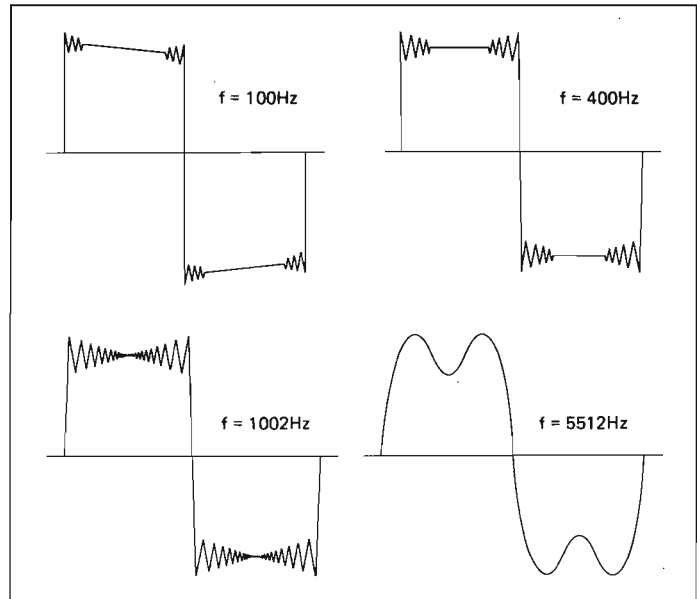 f = 100Hz
f = 400Hz
f = 1002Hz
f = 5512Hz